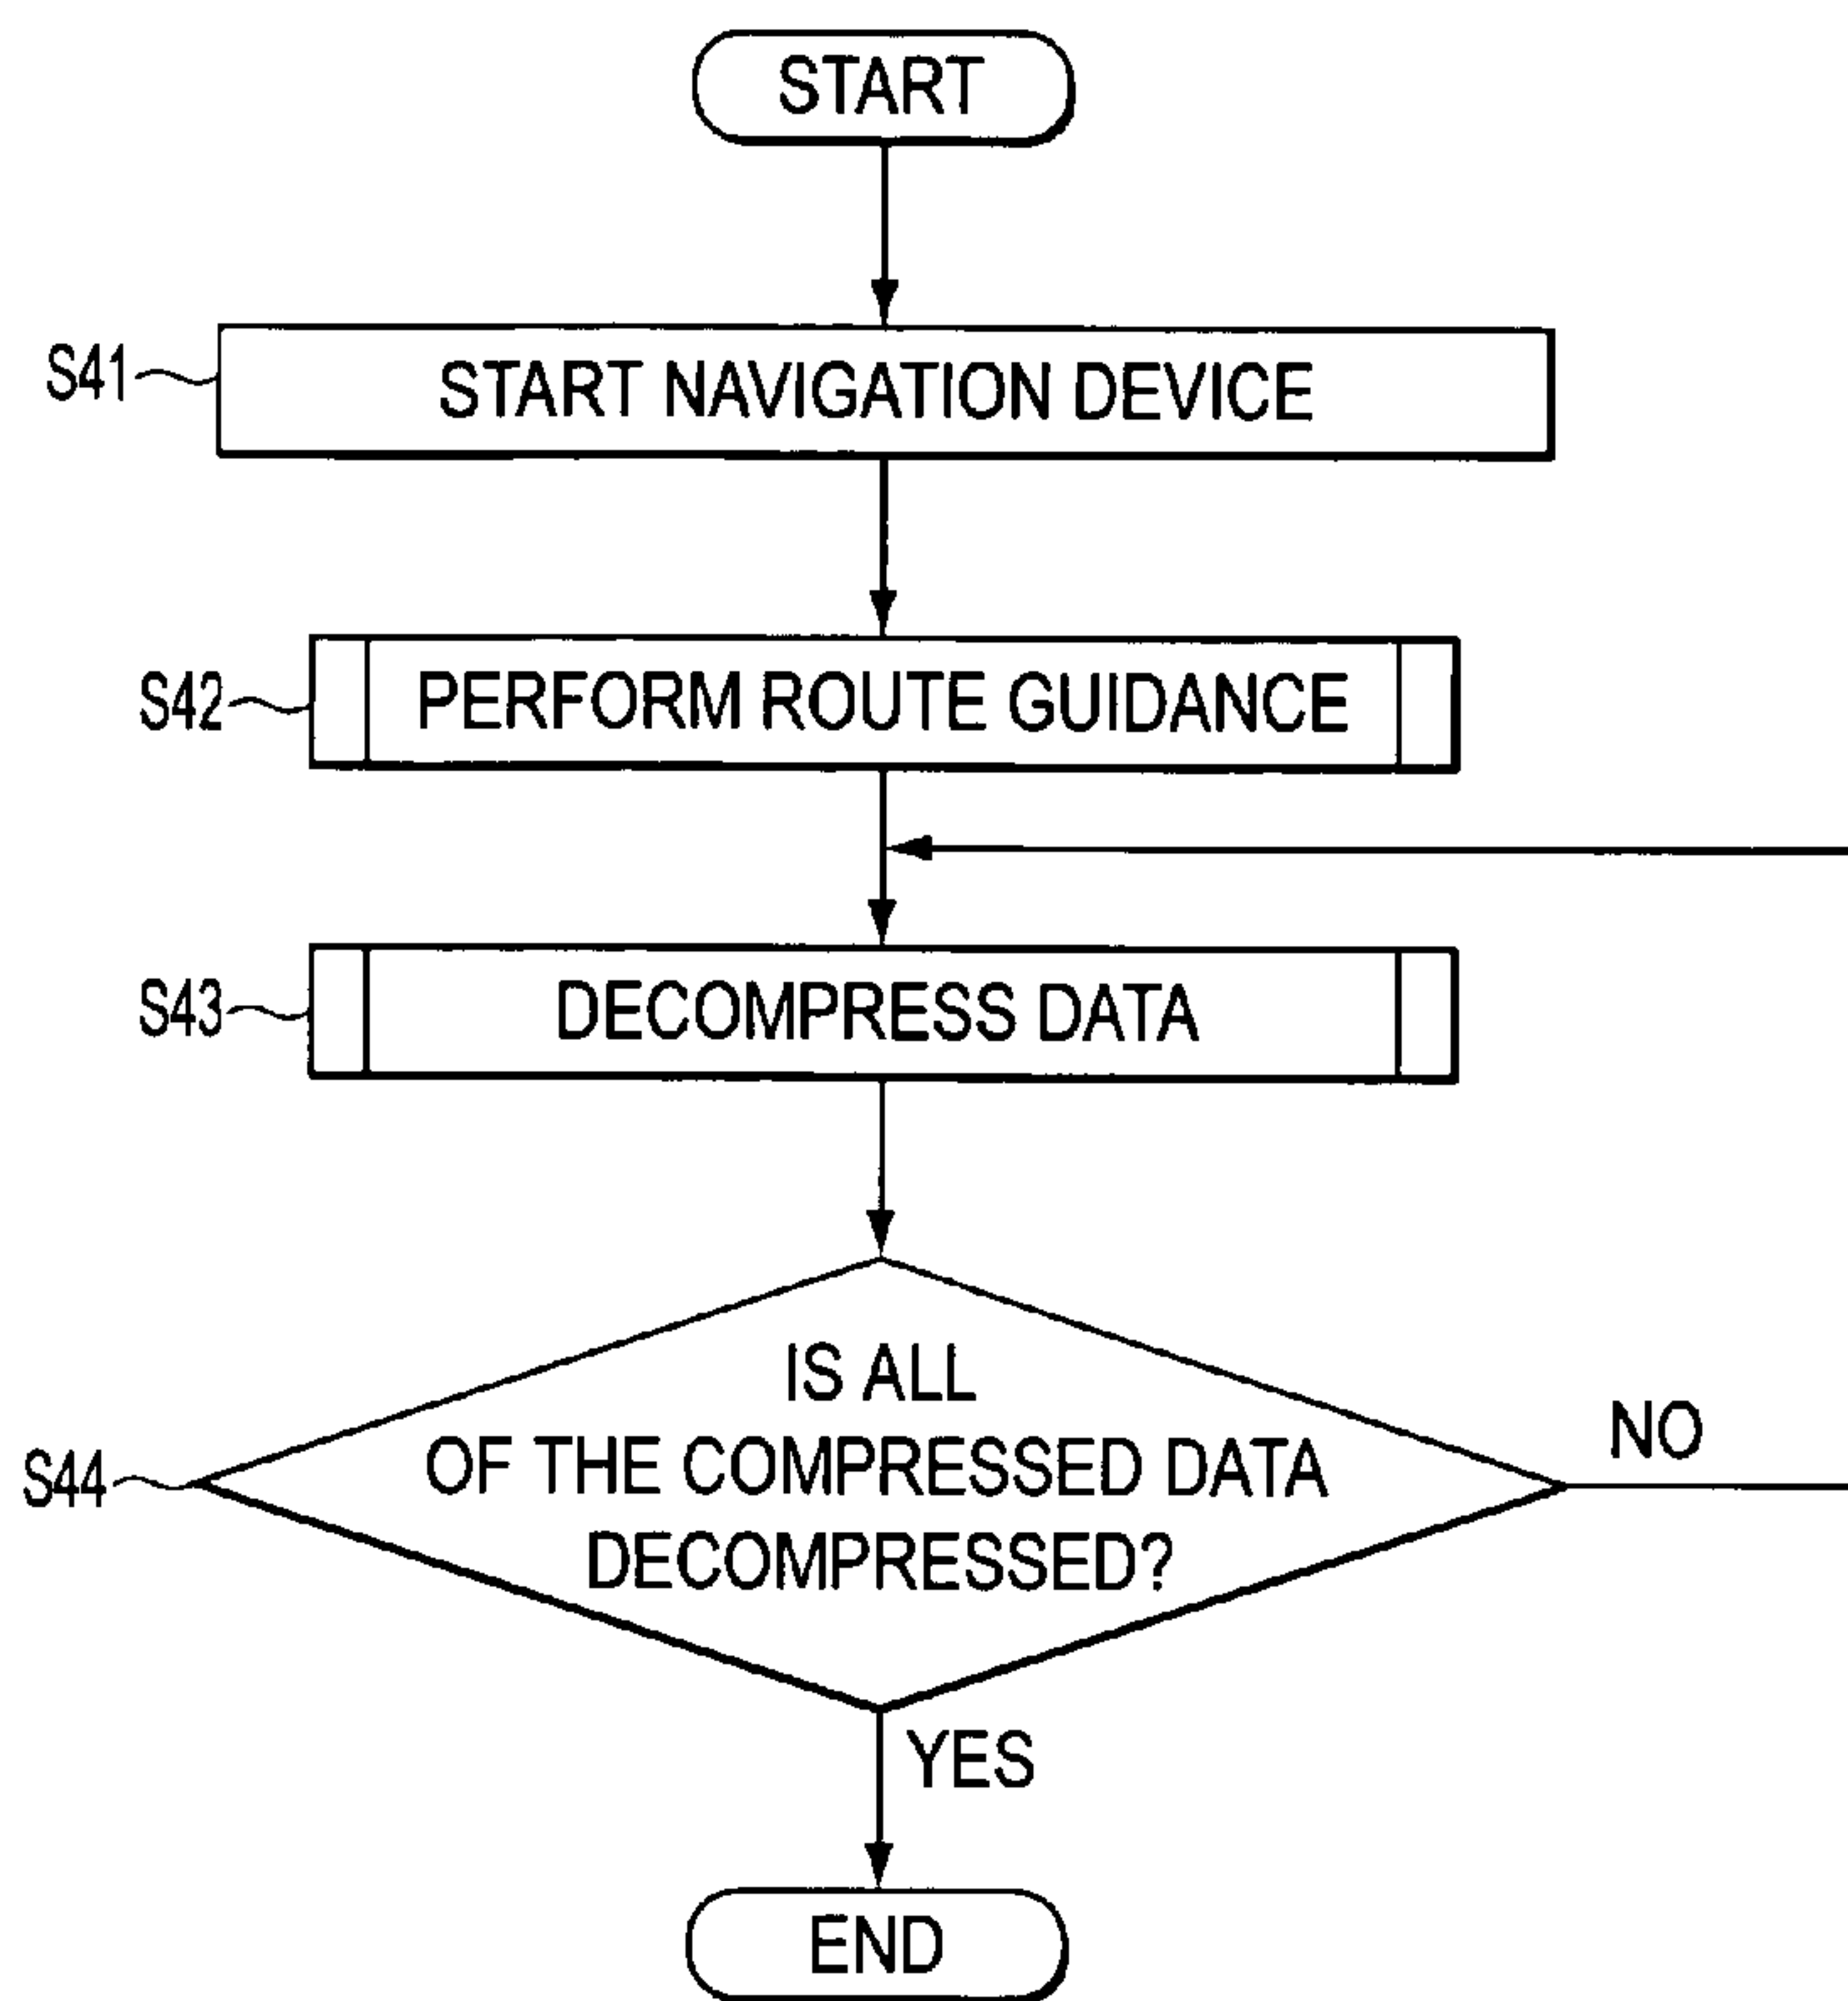 START
S41
START NAVIGATION DEVICE
S42
PERFORM ROUTE GUIDANCE
S43
DECOMPRESS DATA
IS ALL
OF THE COMPRESSED DATA
DECOMPRESSED?
S44
NO
YES
END